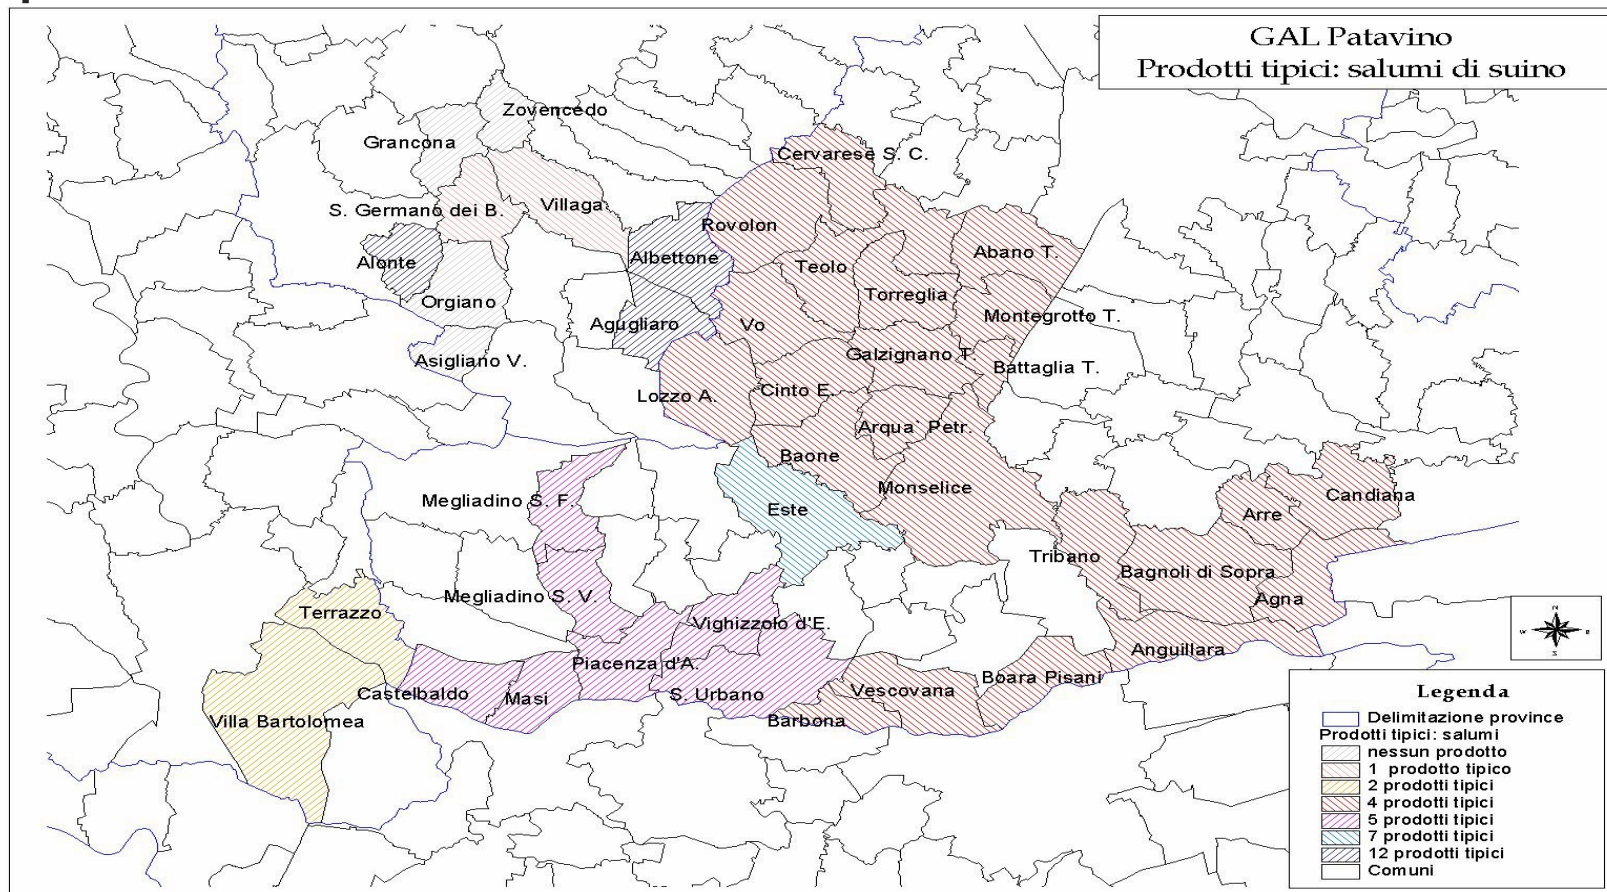 GAL Patavino
Prodotti tipici: salumi di suino
Zovencedo
Grancona
Cervarese S. C.
S. Germano dei B.
Villaga
Rovolon
Abano T.
Alonte
Albettone
Teolo
Orgiano
Torreglia
Agugliaro
Vo
Montegrotto T.
Asigliano V.
Galzignano T.
Battaglia T.
Lozzo A.
Cinto E.
Arqua` Petr.
Baone
Monselice
Megliadino S. F.
Este
Candiana
Arre
Tribano
Bagnoli di Sopra
Megliadino S. V.
Agna
Terrazzo
Vighizzolo d'E.
Anguillara
Piacenza d'A.
Boara Pisani
Castelbaldo
Masi
S. Urbano
Vescovana
Villa Bartolomea
Barbona
N
W
E
S
Legenda
Delimitazione province
Prodotti tipici: salumi
nessun prodotto
1 prodotto tipico
2 prodotti tipici
4 prodotti tipici
5 prodotti tipici
7 prodotti tipici
12 prodotti tipici
Comuni